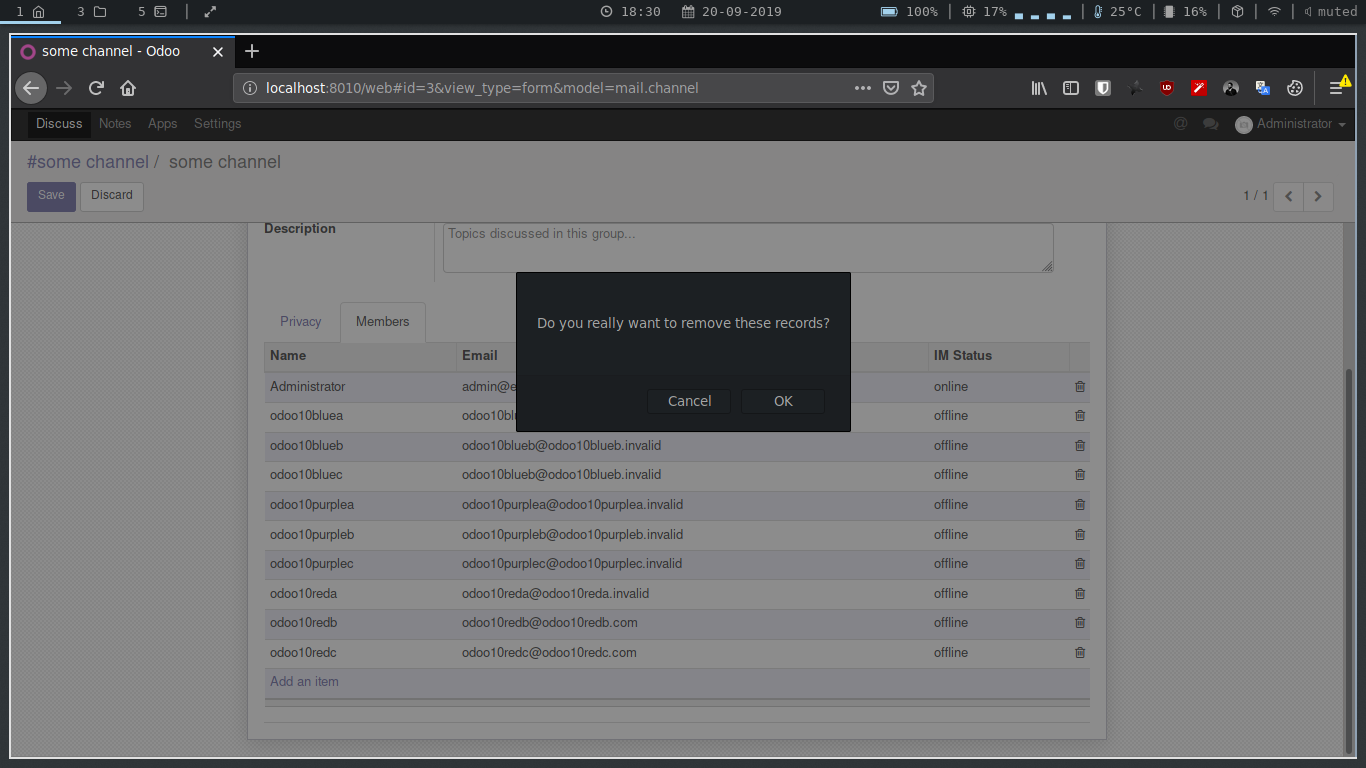 1 3 5 18:30 20-09-2019 100% 17% 25°C 16% muted
some channel - Odoo
localhost:8010/web#id=3&view_type=form&model=mail.channel
Discuss Notes Apps Settings @ Administrator
#some channel / some channel
Save Discard 1 / 1
Description Topics discussed in this group...
Do you really want to remove these records?
Cancel OK
Privacy Members
Name Email IM Status
Administrator admin@e online
odoo10bluea odoo10blu offline
odoo10blueb odoo10blueb@odoo10blueb.invalid offline
odoo10bluec odoo10blueb@odoo10blueb.invalid offline
odoo10purplea odoo10purplea@odoo10purplea.invalid offline
odoo10purpleb odoo10purpleb@odoo10purpleb.invalid offline
odoo10purplec odoo10purplec@odoo10purplec.invalid offline
odoo10reda odoo10reda@odoo10reda.invalid offline
odoo10redb odoo10redb@odoo10redb.com offline
odoo10redc odoo10redc@odoo10redc.com offline
Add an item